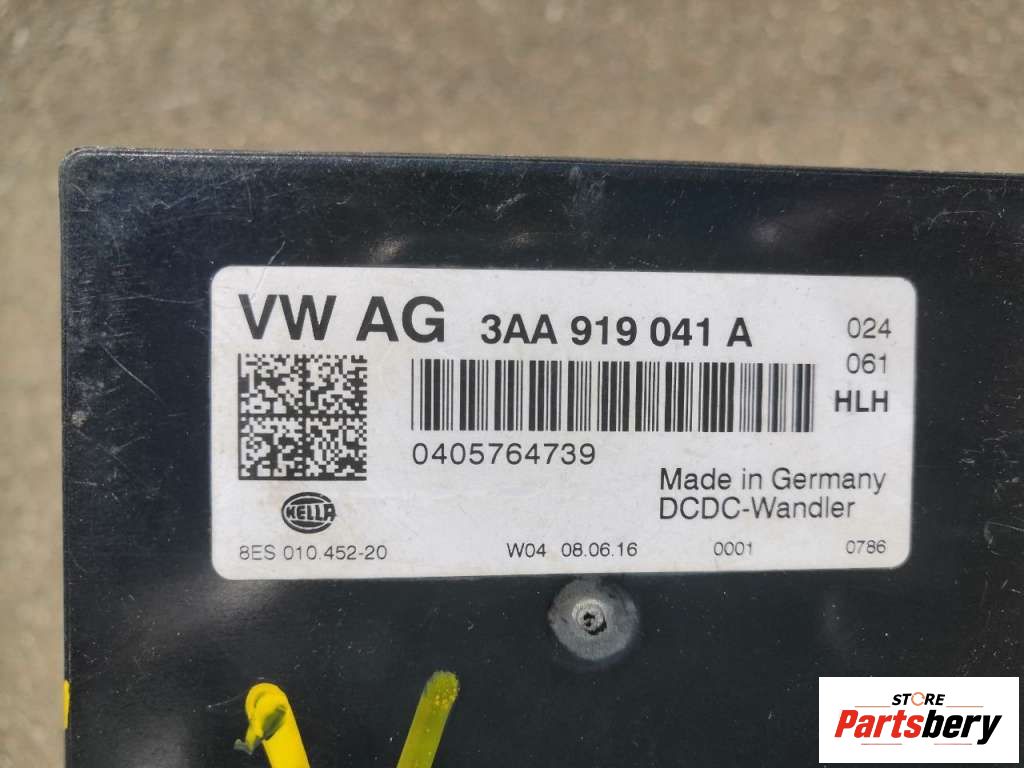 VW AG 3AA 919 041 A 024
061
HLH
0405764739
Made in Germany
DCDC-Wandler
HELLA
8ES 010.452-20 W04 08.06.16 0001 0786
STORE
Partsbery